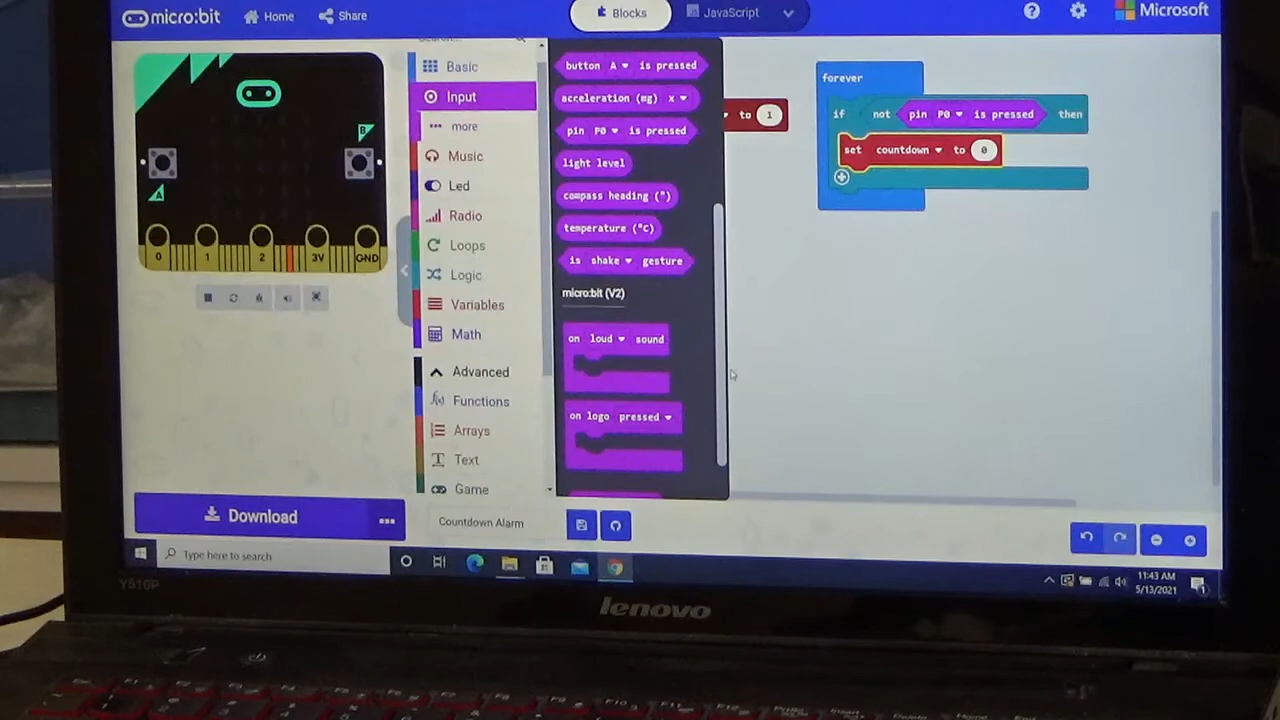 micro:bit
Home
Share
Blocks
JavaScript
Microsoft
Basic
Input
more
Music
Led
Radio
Loops
Logic
Variables
Math
Advanced
Functions
Arrays
Text
Game
button A is pressed
acceleration (mg) x
pin P0 is pressed
light level
compass heading (°)
temperature (°C)
is shake gesture
micro:bit (V2)
on loud sound
on logo pressed
to 1
forever
if not pin P0 is pressed then
set countdown to 0
A
B
0 1 2 3V GND
Download
Countdown Alarm
Type here to search
11:43 AM
5/13/2021
Y510P
lenovo